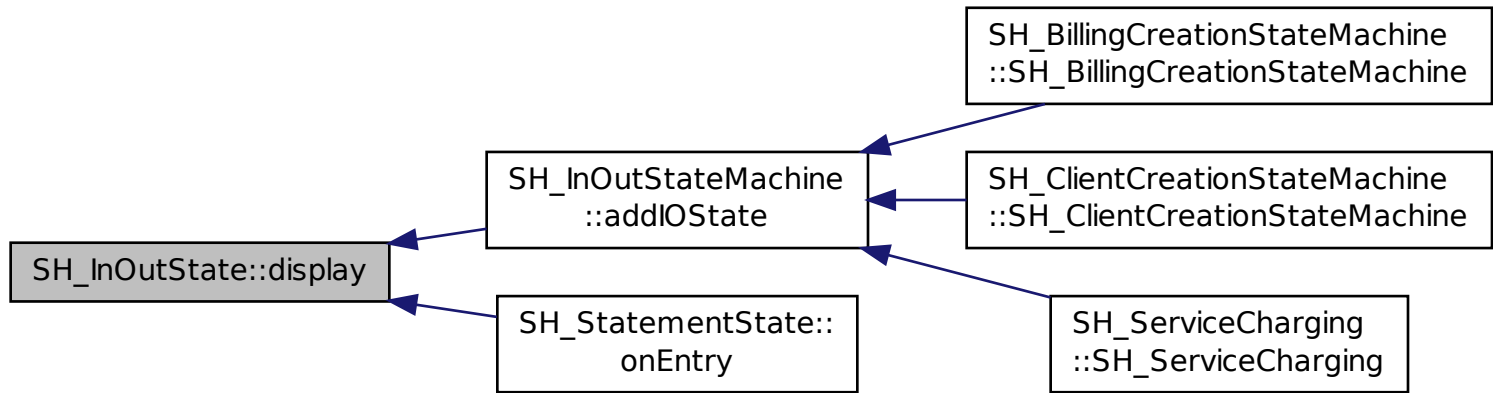 SH_InOutState::display
SH_InOutStateMachine
::addIOState
SH_StatementState::
onEntry
SH_BillingCreationStateMachine
::SH_BillingCreationStateMachine
SH_ClientCreationStateMachine
::SH_ClientCreationStateMachine
SH_ServiceCharging
::SH_ServiceCharging